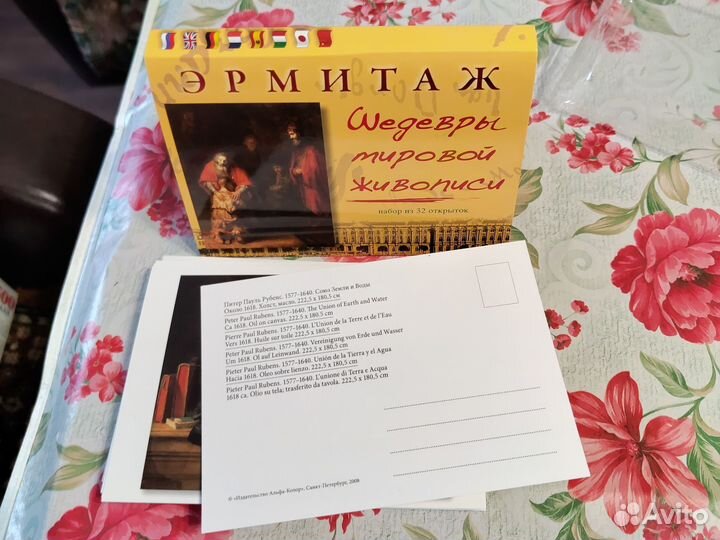 ЭРМИТАЖ
Шедевры
мировой
живописи
набор из 32 открыток
Питер Пауль Рубенс. 1577–1640. Союз Земли и Воды
Около 1618. Холст, масло. 222,5 x 180,5 см
Peter Paul Rubens. 1577–1640. The Union of Earth and Water
Ca 1618. Oil on canvas. 222,5 x 180,5 cm
Pierre Paul Rubens. 1577–1640. L'Union de la Terre et de l'Eau
Vers 1618. Huile sur toile 222,5 x 180,5 cm
Peter Paul Rubens. 1577–1640. Vereinigung von Erde und Wasser
Um 1618. Öl auf Leinwand. 222,5 x 180,5 cm
Pieter Paul Rubens. 1577–1640. Unión de la Tierra y el Agua
Hacia 1618. Oleo sobre lienzo. 222,5 x 180,5 cm
Pieter Paul Rubens. 1577–1640. L'unione di Terra e Acqua
1618 ca. Olio su tela; trasferito da tavola. 222,5 x 180,5 cm
© «Издательство Альфа-Колор». Санкт-Петербург, 2008
Avito